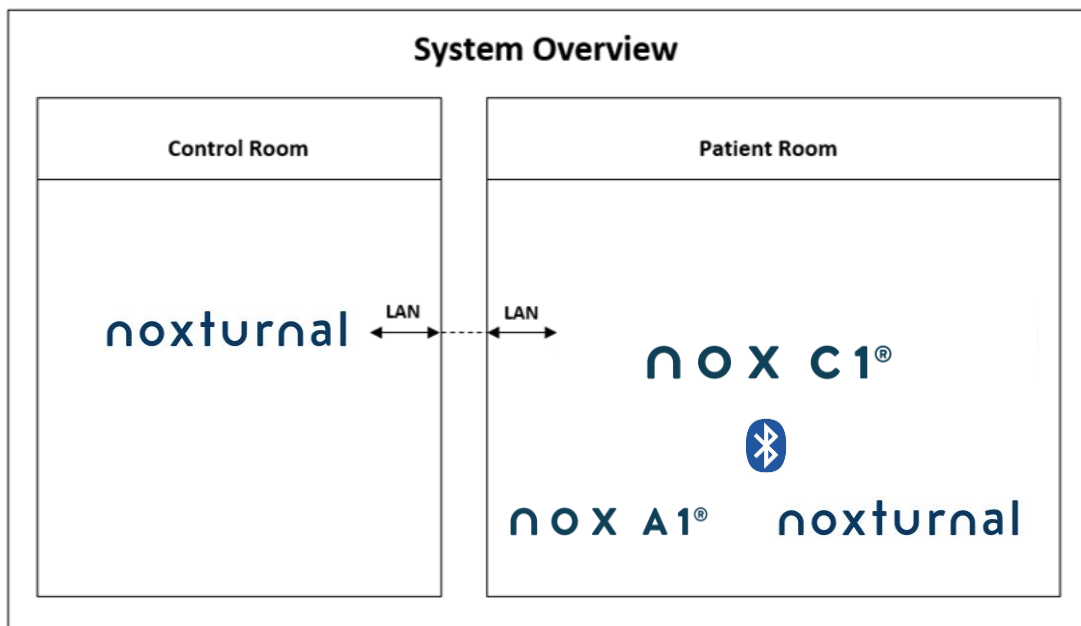 System Overview
Control Room
Patient Room
LAN
LAN
noxturnal
nox C1®
nox A1®
noxturnal